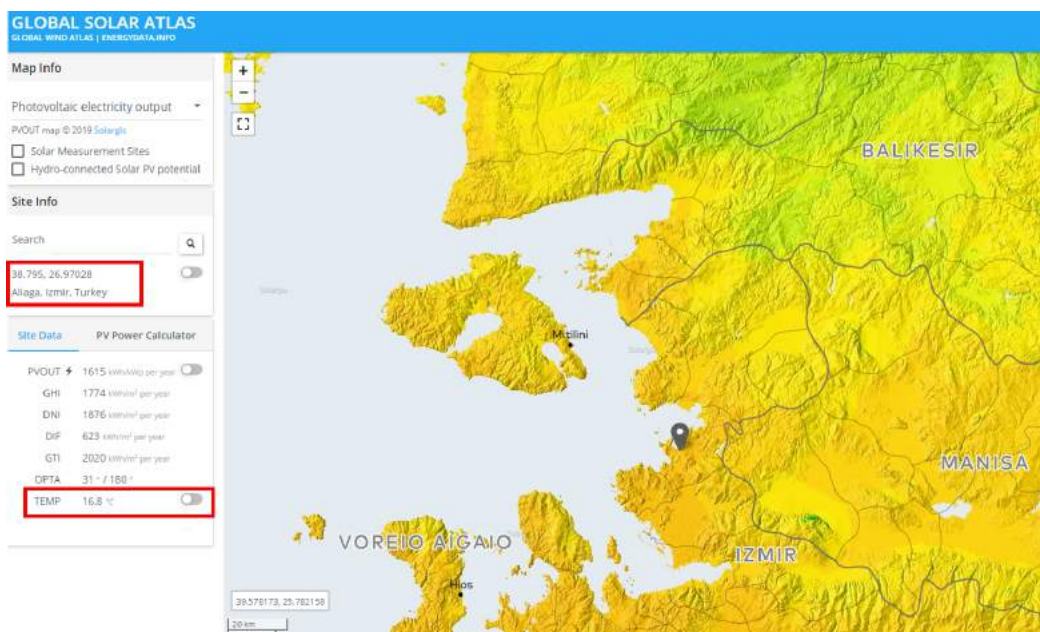 GLOBAL SOLAR ATLAS
GLOBAL WIND ATLAS | ENERGYDATA.INFO
Map Info
Photovoltaic electricity output
PVOUT map © 2019 Solargis
Solar Measurement Sites
Hydro-connected Solar PV potential
Site Info
Search
38.795, 26.97028
Aliaga, Izmir, Turkey
Site Data PV Power Calculator
PVOUT 1615 kWh/kWp per year
GHI 1774 kWh/m² per year
DNI 1876 kWh/m² per year
DIF 623 kWh/m² per year
GTI 2020 kWh/m² per year
OPTA 31 ° / 180 °
TEMP 16.8 °C
+
−
BALIKESIR
Mitilini
MANISA
VOREIO AIGAIO
IZMIR
Hios
39.578173, 25.782158
20 km